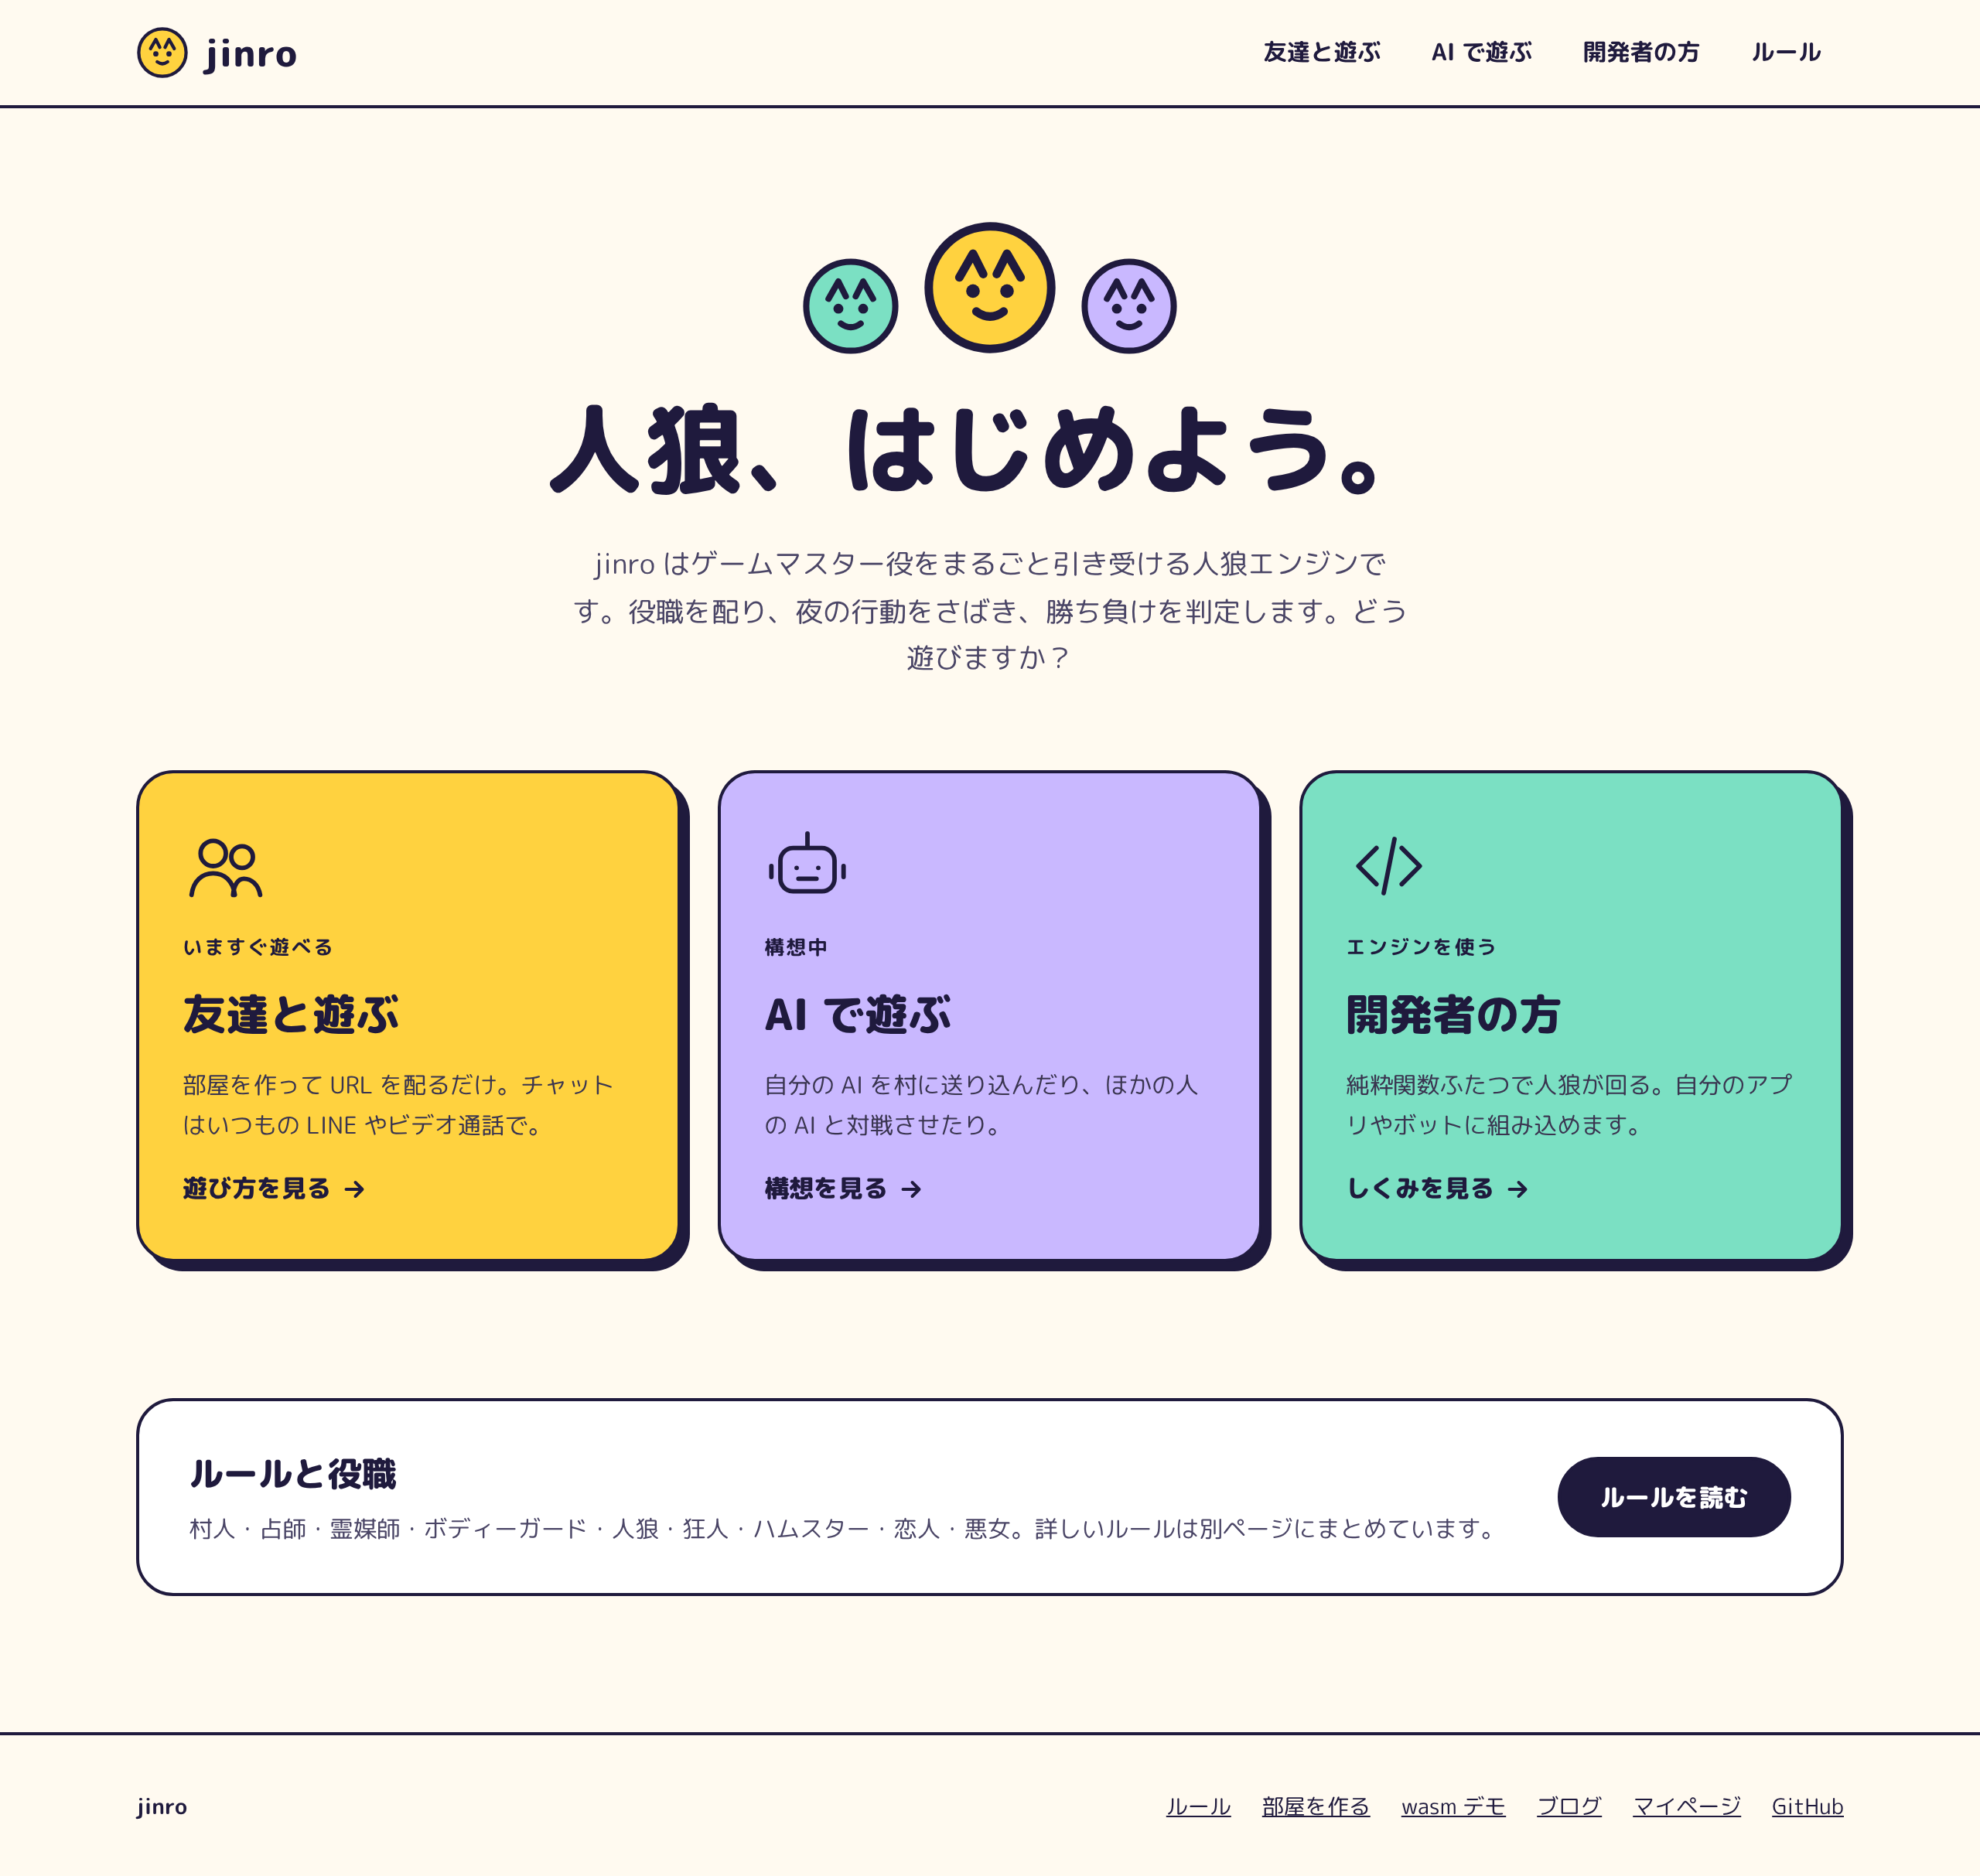 jinro
友達と遊ぶ
AI で遊ぶ
開発者の方
ルール
人狼、はじめよう。
jinro はゲームマスター役をまるごと引き受ける人狼エンジンで
す。役職を配り、夜の行動をさばき、勝ち負けを判定します。どう
遊びますか？
いますぐ遊べる
友達と遊ぶ
部屋を作って URL を配るだけ。チャット
はいつもの LINE やビデオ通話で。
遊び方を見る →
構想中
AI で遊ぶ
自分の AI を村に送り込んだり、ほかの人
の AI と対戦させたり。
構想を見る →
エンジンを使う
開発者の方
純粋関数ふたつで人狼が回る。自分のアプ
リやボットに組み込めます。
しくみを見る →
ルールと役職
村人 · 占師 · 霊媒師 · ボディーガード · 人狼 · 狂人 · ハムスター · 恋人 · 悪女。詳しいルールは別ページにまとめています。
ルールを読む
jinro
ルール
部屋を作る
wasm デモ
ブログ
マイページ
GitHub